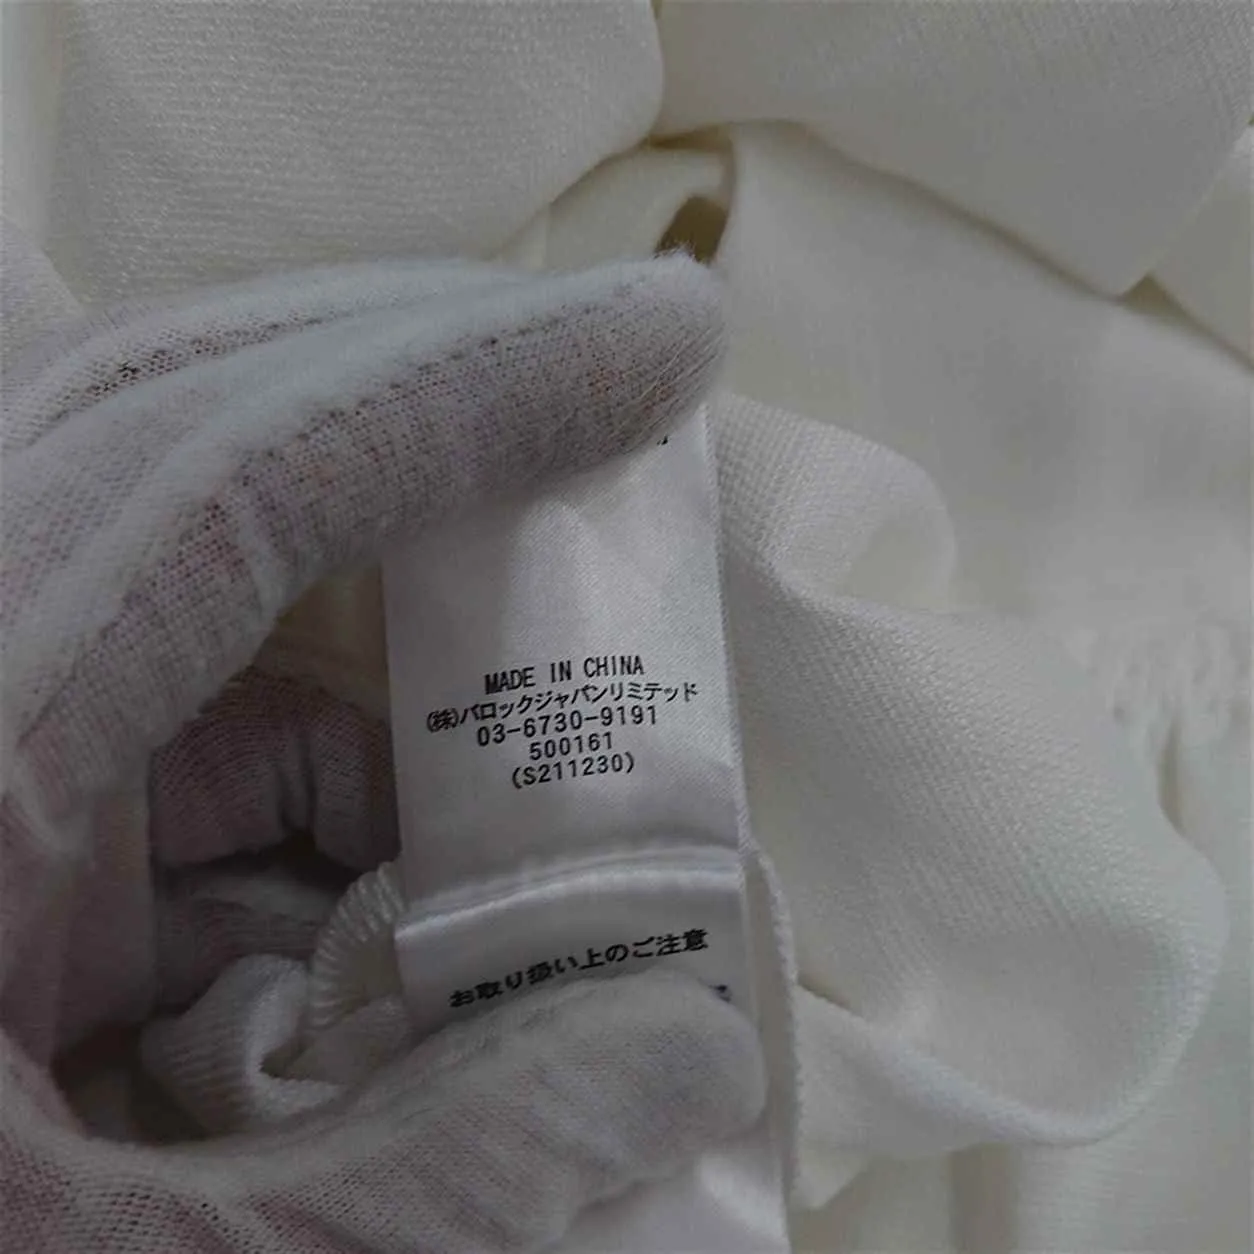 MADE IN CHINA
(株)バロックジャパンリミテッド
03-6730-9191
500161
(S211230)
お取り扱い上のご注意